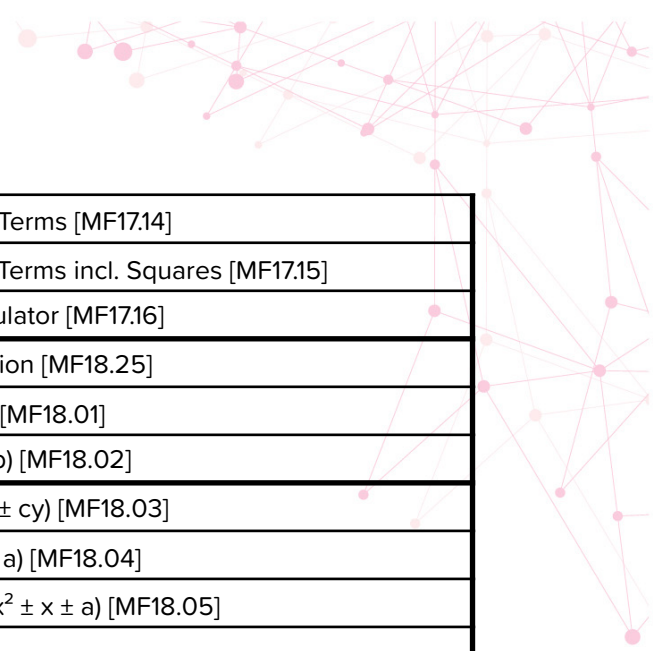 Terms [MF17.14]
Terms incl. Squares [MF17.15]
ulator [MF17.16]
ion [MF18.25]
[MF18.01]
) [MF18.02]
± cy) [MF18.03]
a) [MF18.04]
x² ± x ± a) [MF18.05]